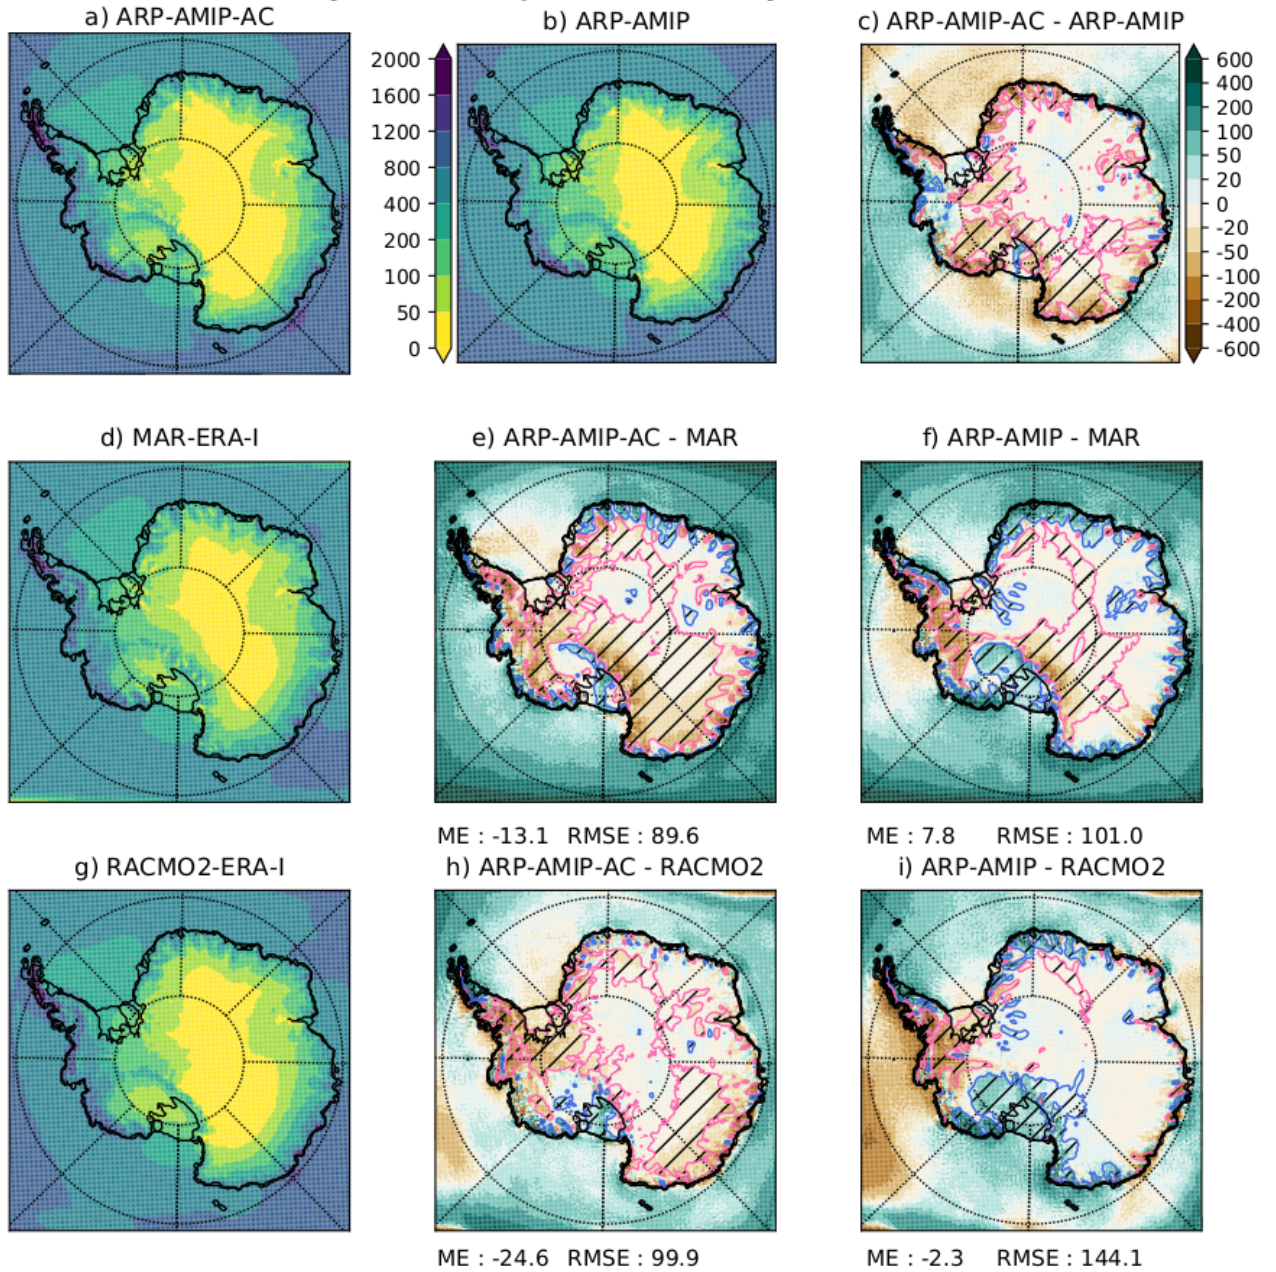 a) ARP-AMIP-AC
b) ARP-AMIP
c) ARP-AMIP-AC - ARP-AMIP
2000
1600
1200
800
400
200
100
50
0
600
400
200
100
50
20
0
-20
-50
-100
-200
-400
-600
d) MAR-ERA-I
e) ARP-AMIP-AC - MAR
f) ARP-AMIP - MAR
ME : -13.1 RMSE : 89.6
ME : 7.8 RMSE : 101.0
g) RACMO2-ERA-I
h) ARP-AMIP-AC - RACMO2
i) ARP-AMIP - RACMO2
ME : -24.6 RMSE : 99.9
ME : -2.3 RMSE : 144.1